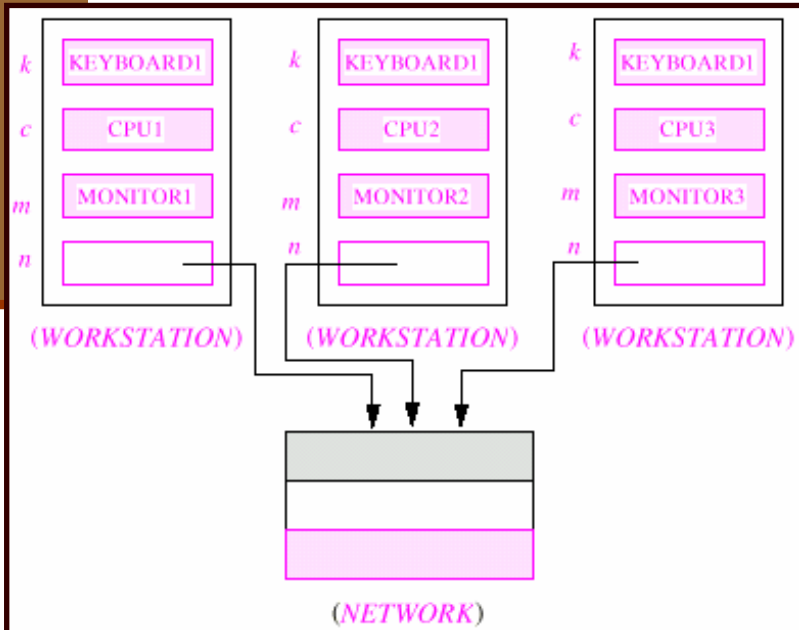 k KEYBOARD1 k KEYBOARD1 k KEYBOARD1
c CPU1 c CPU2 c CPU3
m MONITOR1 m MONITOR2 m MONITOR3
n n n
(WORKSTATION) (WORKSTATION) (WORKSTATION)
(NETWORK)